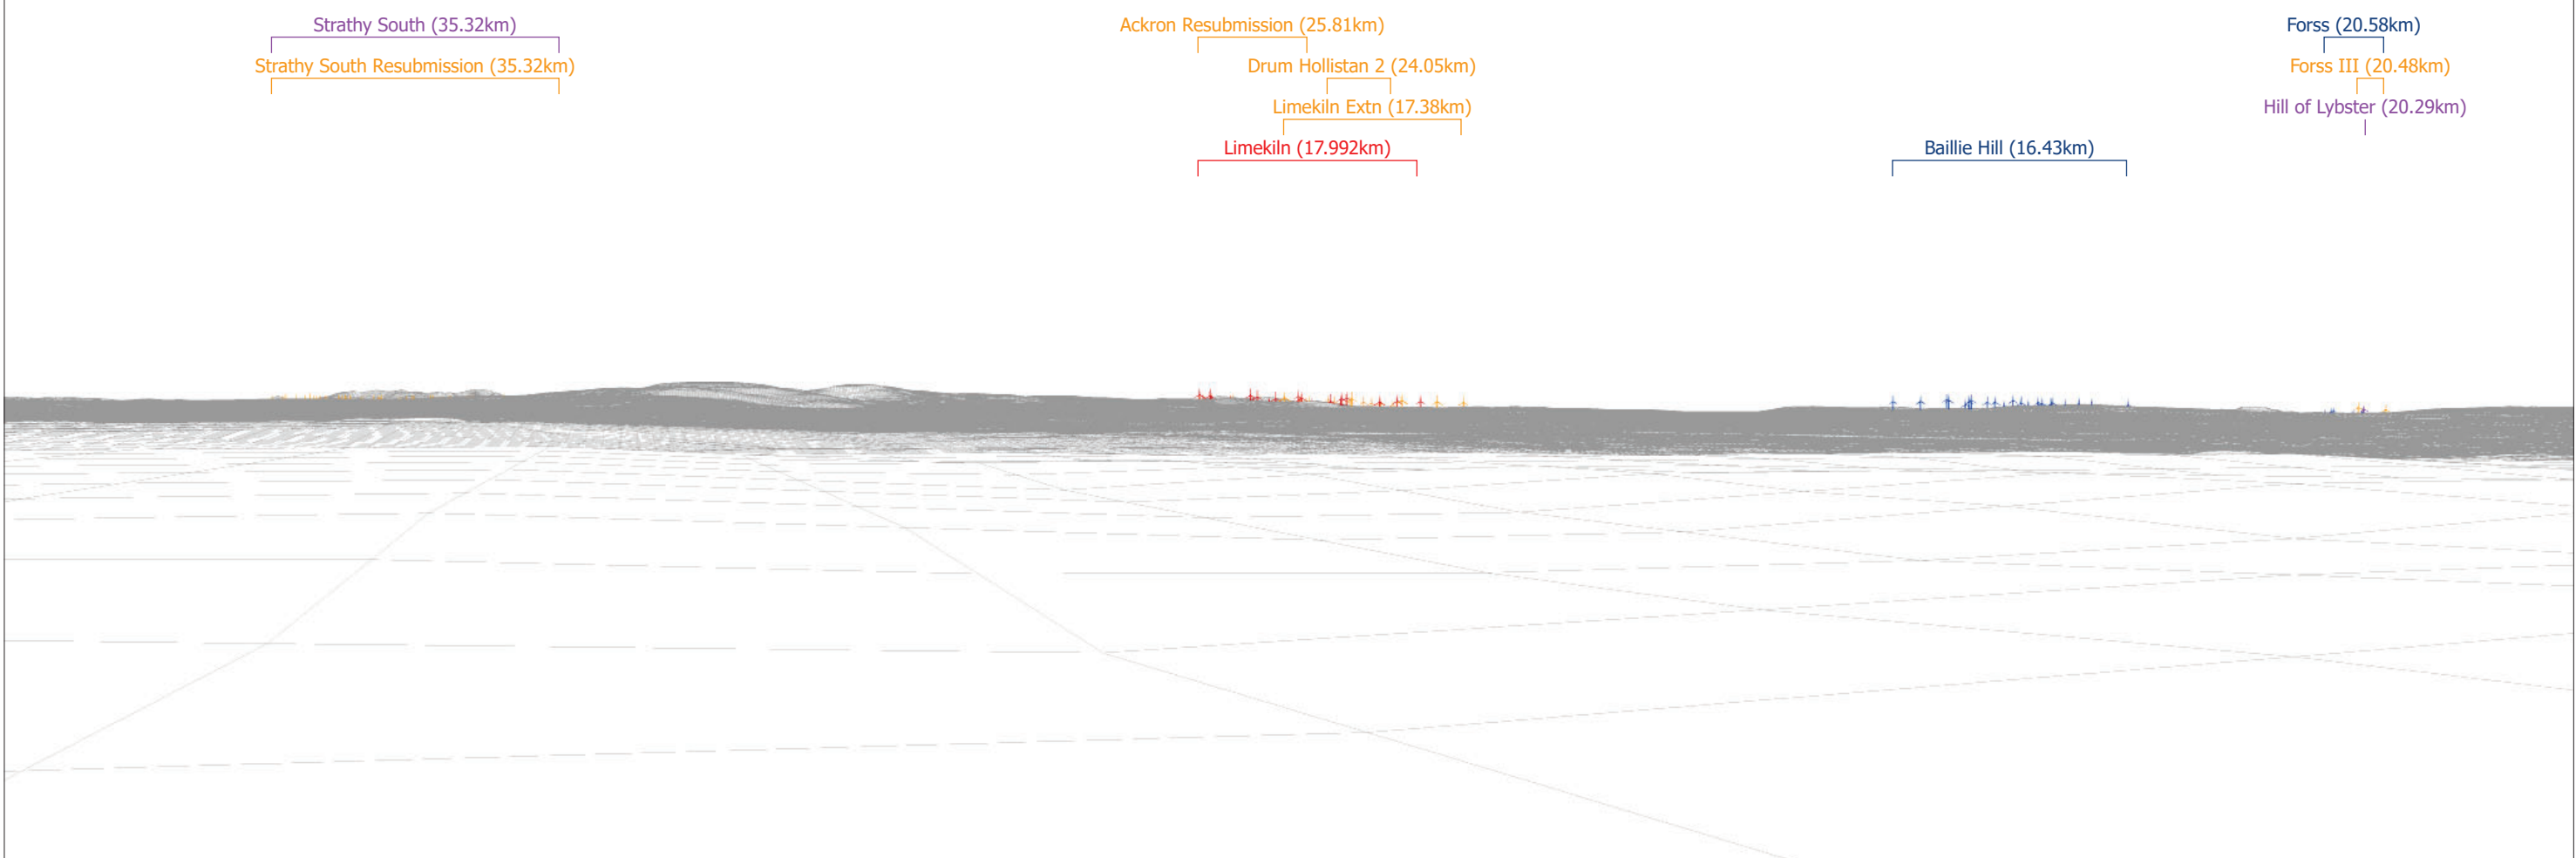 Strathy South (35.32km)
Strathy South Resubmission (35.32km)
Ackron Resubmission (25.81km)
Drum Hollistan 2 (24.05km)
Limekiln Extn (17.38km)
Limekiln (17.992km)
Baillie Hill (16.43km)
Forss (20.58km)
Forss III (20.48km)
Hill of Lybster (20.29km)